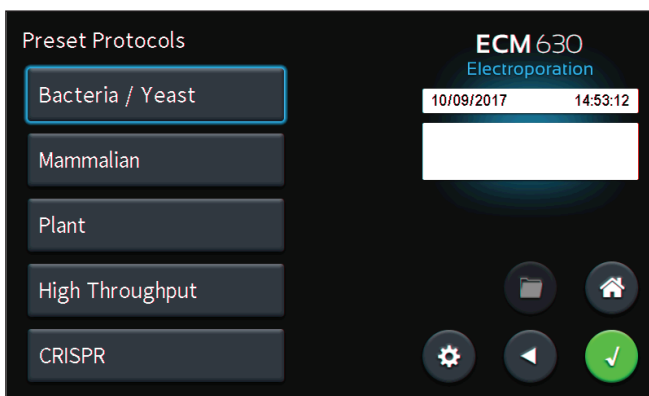 Preset Protocols
Bacteria / Yeast
Mammalian
Plant
High Throughput
CRISPR
ECM 630
Electroporation
10/09/2017 14:53:12